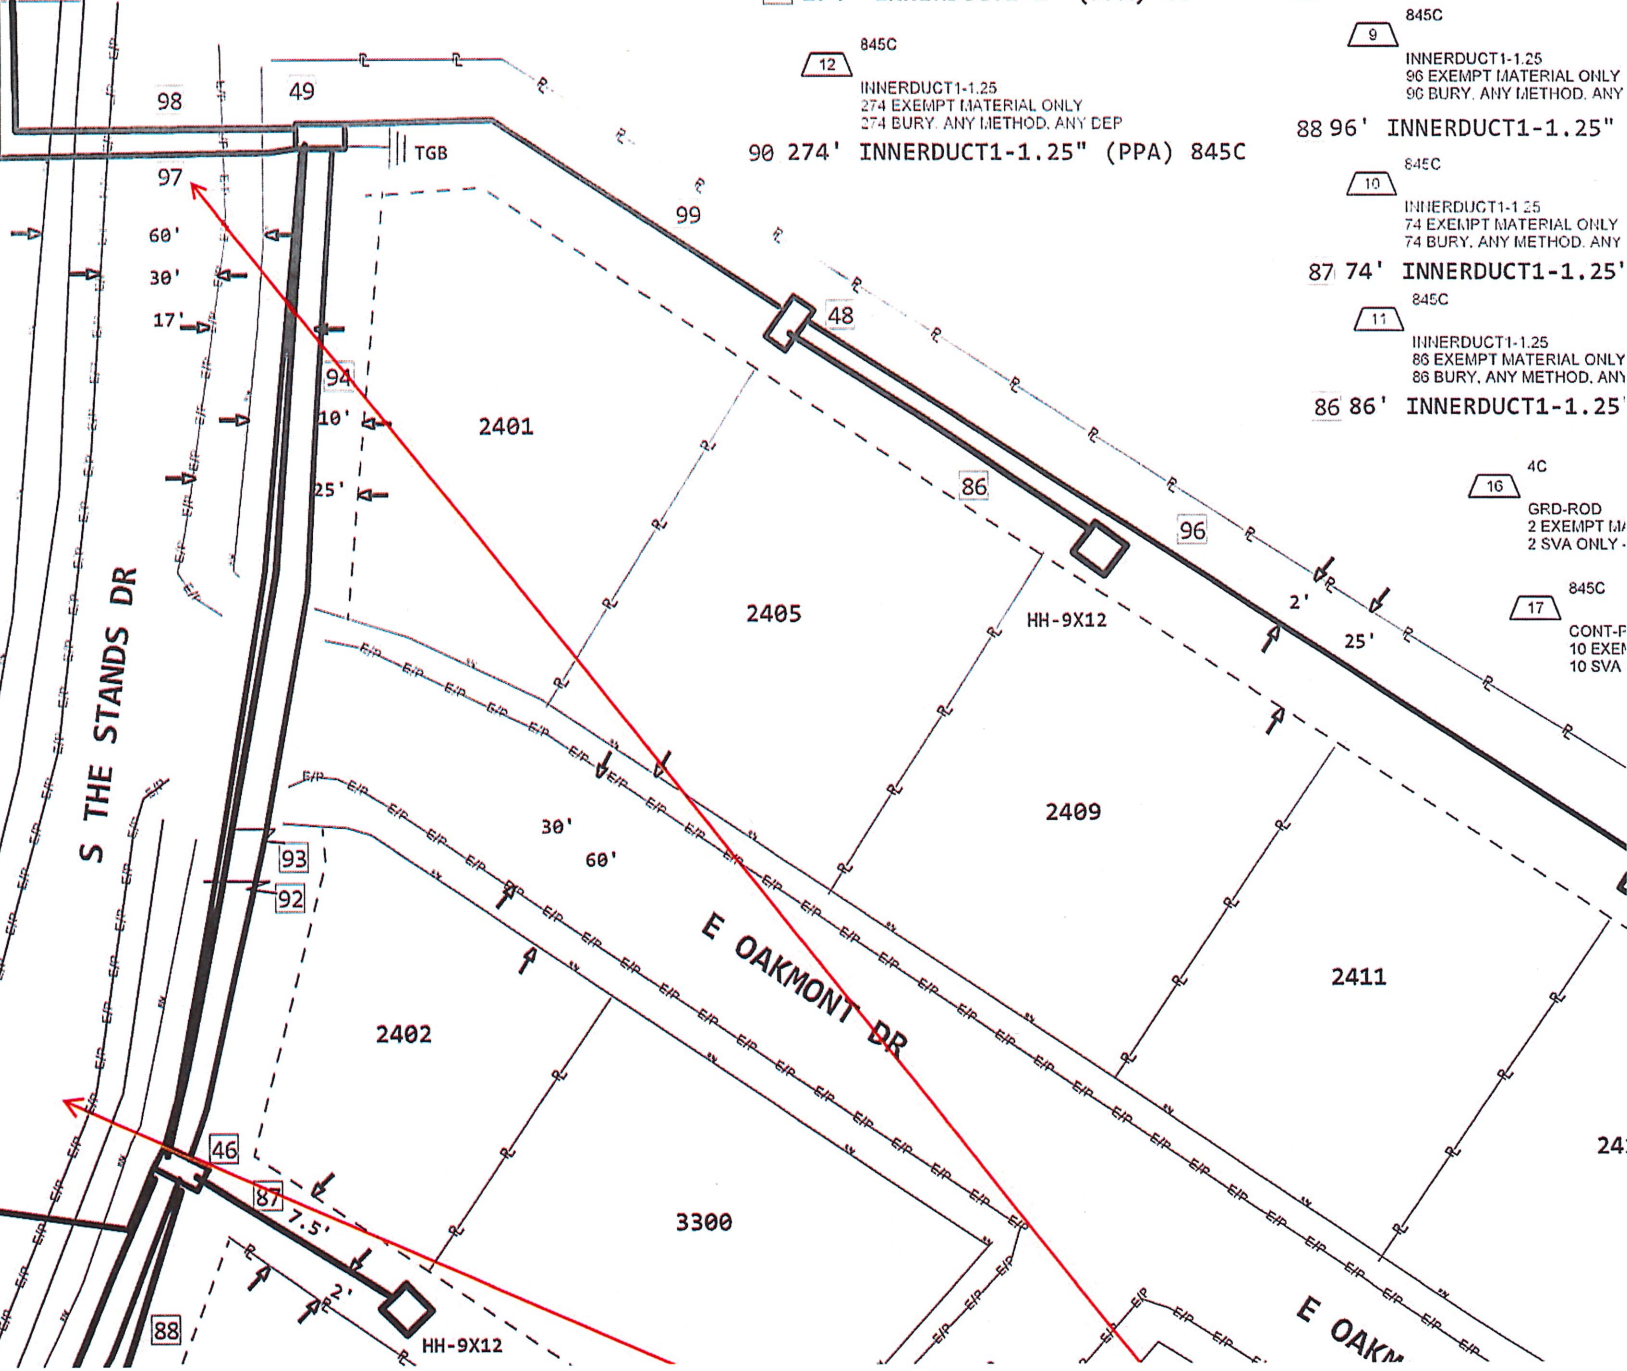 12
845C
INNERDUCT1-1.25
274 EXEMPT MATERIAL ONLY
274 BURY. ANY METHOD. ANY DEP
90 274' INNERDUCT1-1.25" (PPA) 845C
9
845C
INNERDUCT1-1.25
96 EXEMPT MATERIAL ONLY
96 BURY. ANY METHOD. ANY
88 96' INNERDUCT1-1.25"
10
845C
INNERDUCT1-1.25
74 EXEMPT MATERIAL ONLY
74 BURY, ANY METHOD. ANY
87 74' INNERDUCT1-1.25'
11
845C
INNERDUCT1-1.25
86 EXEMPT MATERIAL ONLY
86 BURY, ANY METHOD, ANY
86 86' INNERDUCT1-1.25'
16
4C
GRD-ROD
2 EXEMPT MA
2 SVA ONLY -
17
845C
CONT-F
10 EXEM
10 SVA
98
49
97
TGB
99
60'
30'
17'
94
10'
25'
48
86
96
2'
25'
HH-9X12
2401
2405
2409
2411
S THE STANDS DR
30'
60'
E OAKMONT DR
93
92
2402
3300
46
87
7.5'
2'
88
HH-9X12
E OAKM